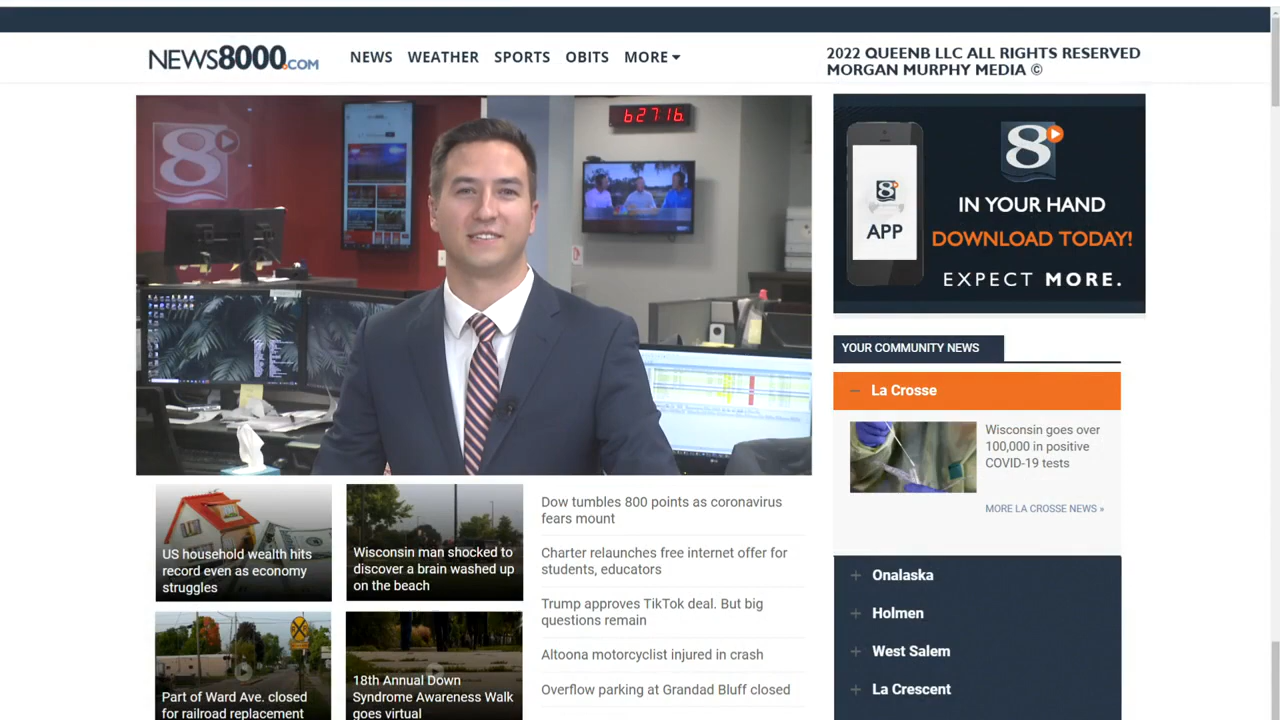 NEWS8000.COM
NEWS
WEATHER
SPORTS
OBITS
MORE
2022 QUEENB LLC ALL RIGHTS RESERVED
MORGAN MURPHY MEDIA ©
8
6:27:16
8
8
APP
IN YOUR HAND
DOWNLOAD TODAY!
EXPECT MORE.
YOUR COMMUNITY NEWS
La Crosse
Wisconsin goes over
100,000 in positive
COVID-19 tests
MORE LA CROSSE NEWS »
Onalaska
Holmen
West Salem
La Crescent
US household wealth hits
record even as economy
struggles
Wisconsin man shocked to
discover a brain washed up
on the beach
Part of Ward Ave. closed
for railroad replacement
18th Annual Down
Syndrome Awareness Walk
goes virtual
Dow tumbles 800 points as coronavirus
fears mount
Charter relaunches free internet offer for
students, educators
Trump approves TikTok deal. But big
questions remain
Altoona motorcyclist injured in crash
Overflow parking at Grandad Bluff closed